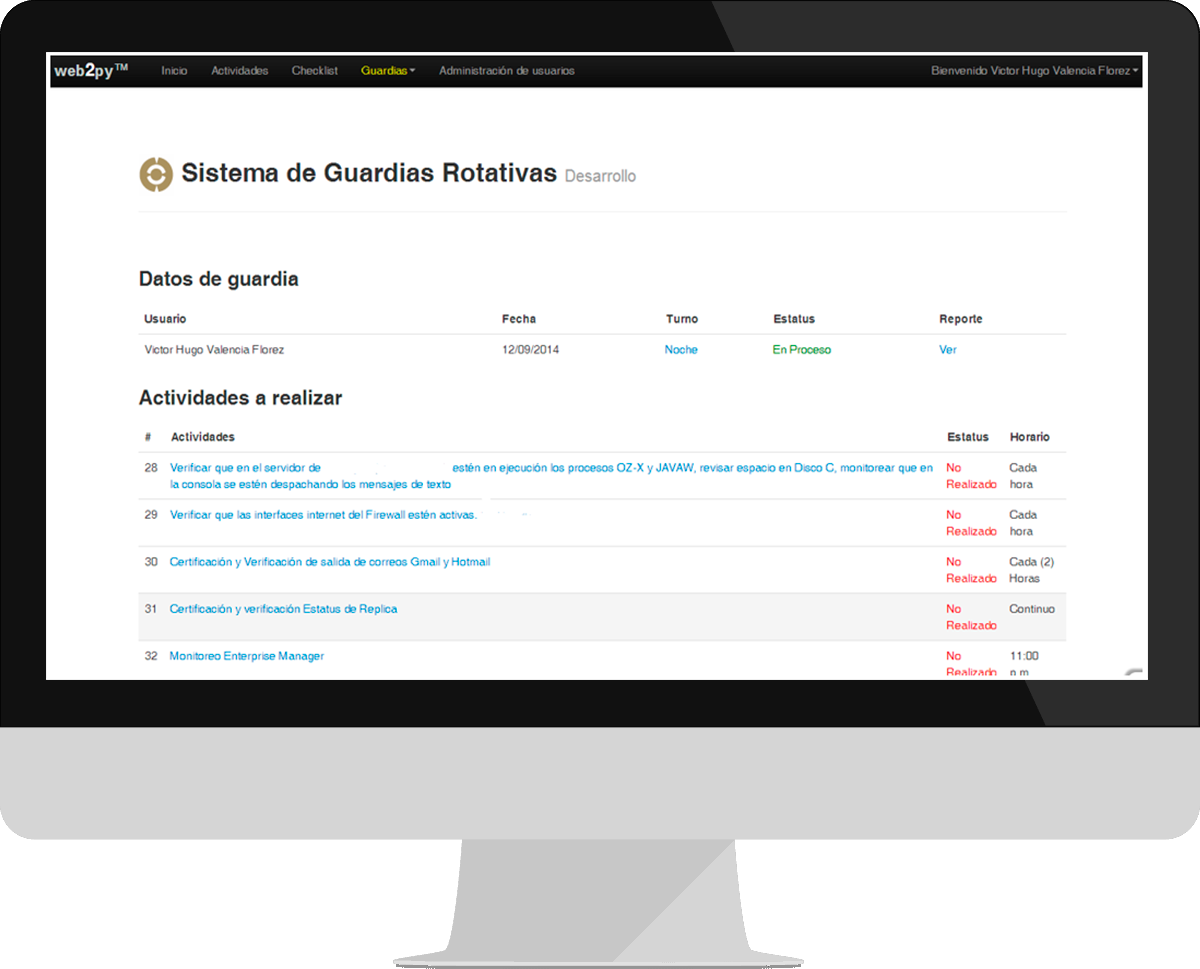 web2py™ Inicio Actividades Checklist Guardias Administración de usuarios Bienvenido Victor Hugo Valencia Florez
Sistema de Guardias Rotativas Desarrollo
Datos de guardia
Usuario Fecha Turno Estatus Reporte
Victor Hugo Valencia Florez 12/09/2014 Noche En Proceso Ver
Actividades a realizar
# Actividades Estatus Horario
28 Verificar que en el servidor de estén en ejecución los procesos OZ-X y JAVAW, revisar espacio en Disco C, monitorear que en No Cada
la consola se estén despachando los mensajes de texto Realizado hora
29 Verificar que las interfaces internet del Firewall estén activas. No Cada
Realizado hora
30 Certificación y Verificación de salida de correos Gmail y Hotmail No Cada (2)
Realizado Horas
31 Certificación y verificación Estatus de Replica No Continuo
Realizado
32 Monitoreo Enterprise Manager No 11:00
Realizado p.m